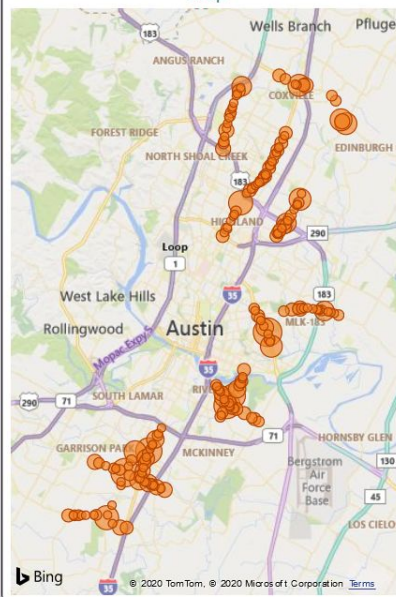 Wells Branch
Pfluge
183
ANGUS RANCH
COXVILLE
FOREST RIDGE
EDINBURGH
NORTH SHOAL CREEK
183
HIGHLAND
290
Loop
1
183
35
West Lake Hills
MLK-183
Rollingwood
Austin
Mopac Expy S
35
290
71
SOUTH LAMAR
71
HORNSBY GLEN
GARRISON PARK
MCKINNEY
Bergstrom
Air
Force
Base
130
45
LOS CIELO
35
Bing
© 2020 TomTom, © 2020 Microsoft Corporation Terms